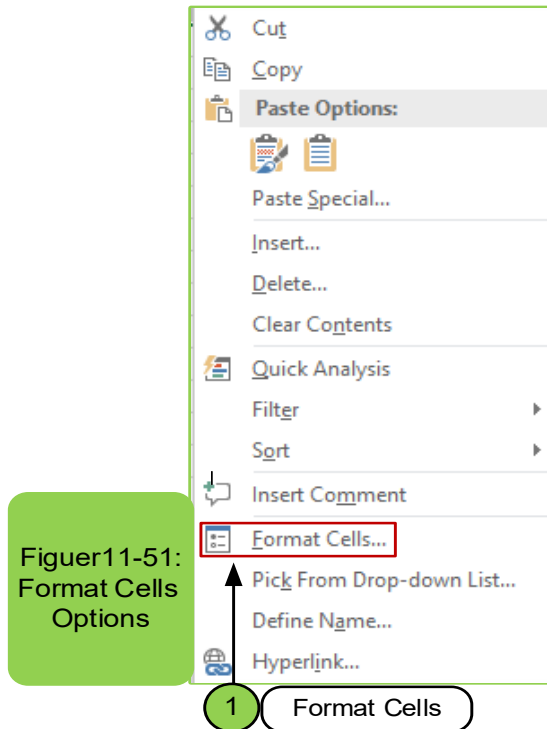 Cut
Copy
Paste Options:
Paste Special...
Insert...
Delete...
Clear Contents
Quick Analysis
Filter
Sort
Insert Comment
Format Cells...
Pick From Drop-down List...
Define Name...
Hyperlink...
Figuer11-51:
Format Cells
Options
1
Format Cells